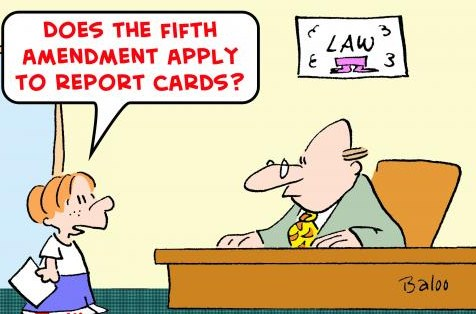 DOES THE FIFTH
AMENDMENT APPLY
TO REPORT CARDS?
LAW
Baloo